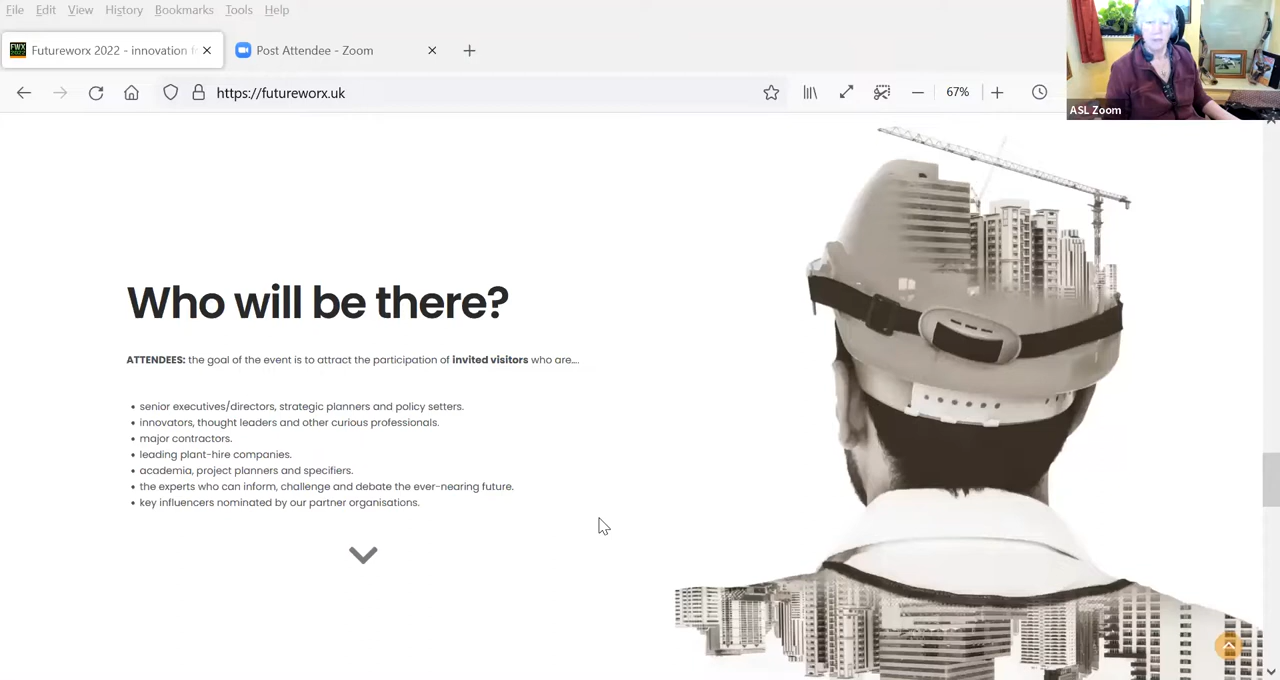 File Edit View History Bookmarks Tools Help
FWX 2022 Futureworx 2022 - innovation f
Post Attendee - Zoom
https://futureworx.uk
67%
ASL Zoom
Who will be there?
ATTENDEES: the goal of the event is to attract the participation of invited visitors who are....
• senior executives/directors, strategic planners and policy setters.
• innovators, thought leaders and other curious professionals.
• major contractors.
• leading plant-hire companies.
• academia, project planners and specifiers.
• the experts who can inform, challenge and debate the ever-nearing future.
• key influencers nominated by our partner organisations.